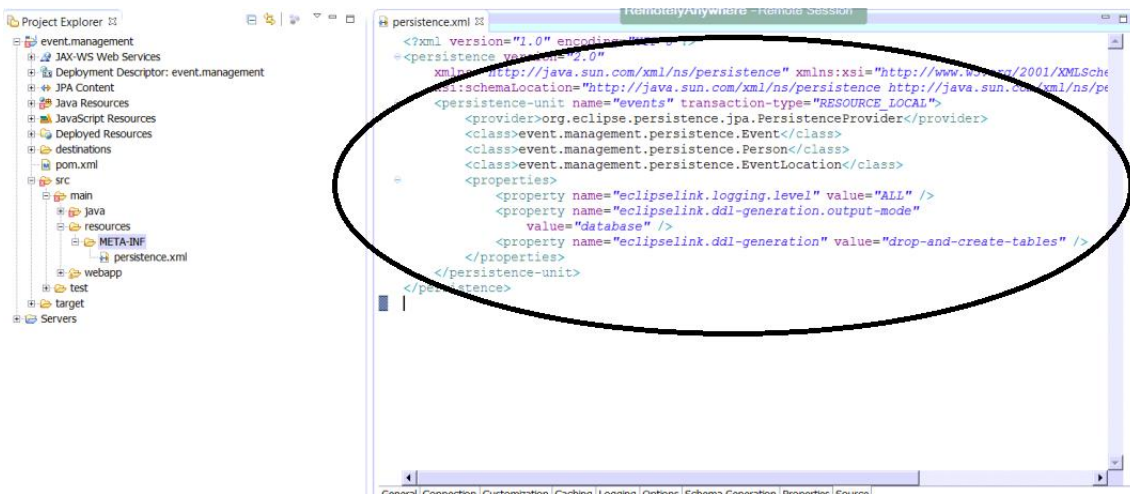 Project Explorer
event.management
JAX-WS Web Services
Deployment Descriptor: event.management
JPA Content
Java Resources
JavaScript Resources
Deployed Resources
destinations
pom.xml
src
main
java
resources
META-INF
persistence.xml
webapp
test
target
Servers
RemotelyAnywhere - Remote Session
persistence.xml
<?xml version="1.0" encoding=
<persistence version="2.0"
xmlns="http://java.sun.com/xml/ns/persistence" xmlns:xsi="http://www.w3.org/2001/XMLSche
xsi:schemaLocation="http://java.sun.com/xml/ns/persistence http://java.sun.com/xml/ns/pe
<persistence-unit name="events" transaction-type="RESOURCE_LOCAL">
<provider>org.eclipse.persistence.jpa.PersistenceProvider</provider>
<class>event.management.persistence.Event</class>
<class>event.management.persistence.Person</class>
<class>event.management.persistence.EventLocation</class>
<properties>
<property name="eclipselink.logging.level" value="ALL" />
<property name="eclipselink.ddl-generation.output-mode"
value="database" />
<property name="eclipselink.ddl-generation" value="drop-and-create-tables" />
</properties>
</persistence-unit>
</persistence>
General Connection Customization Caching Logging Options Schema Generation Properties Source